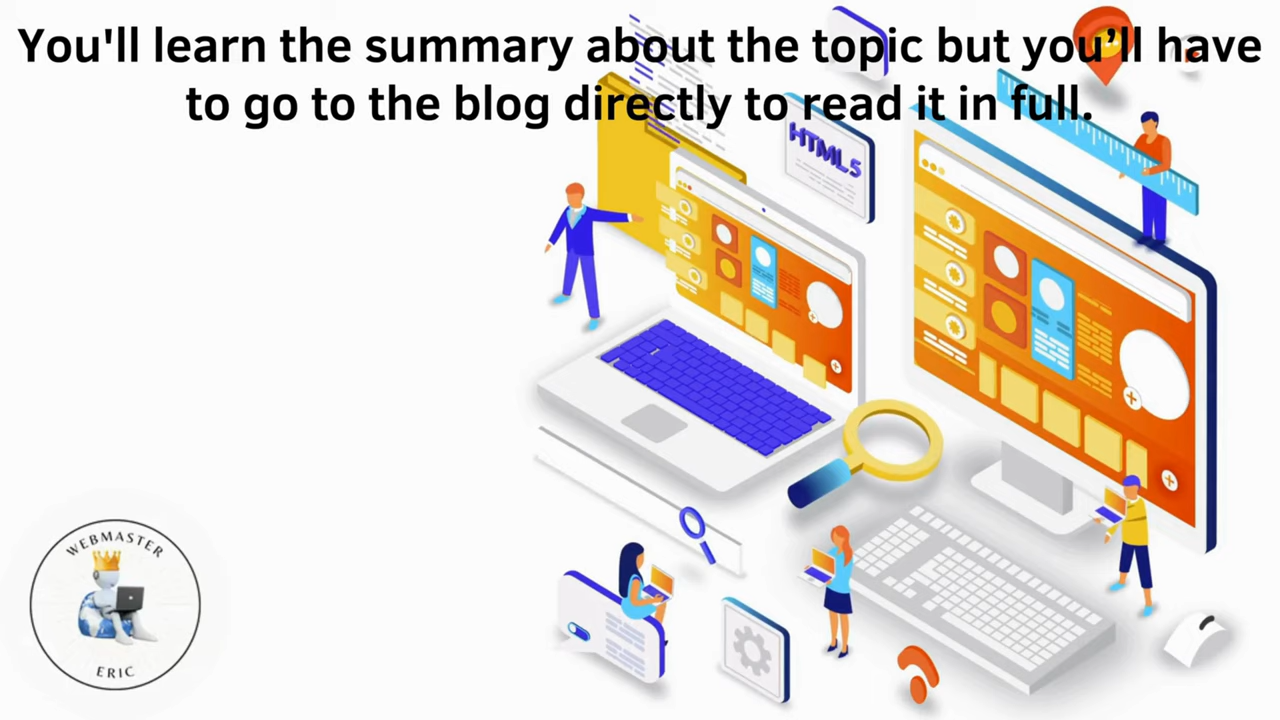 You'll learn the summary about the topic but you’ll have
to go to the blog directly to read it in full.
HTML5
WEBMASTER
ERIC